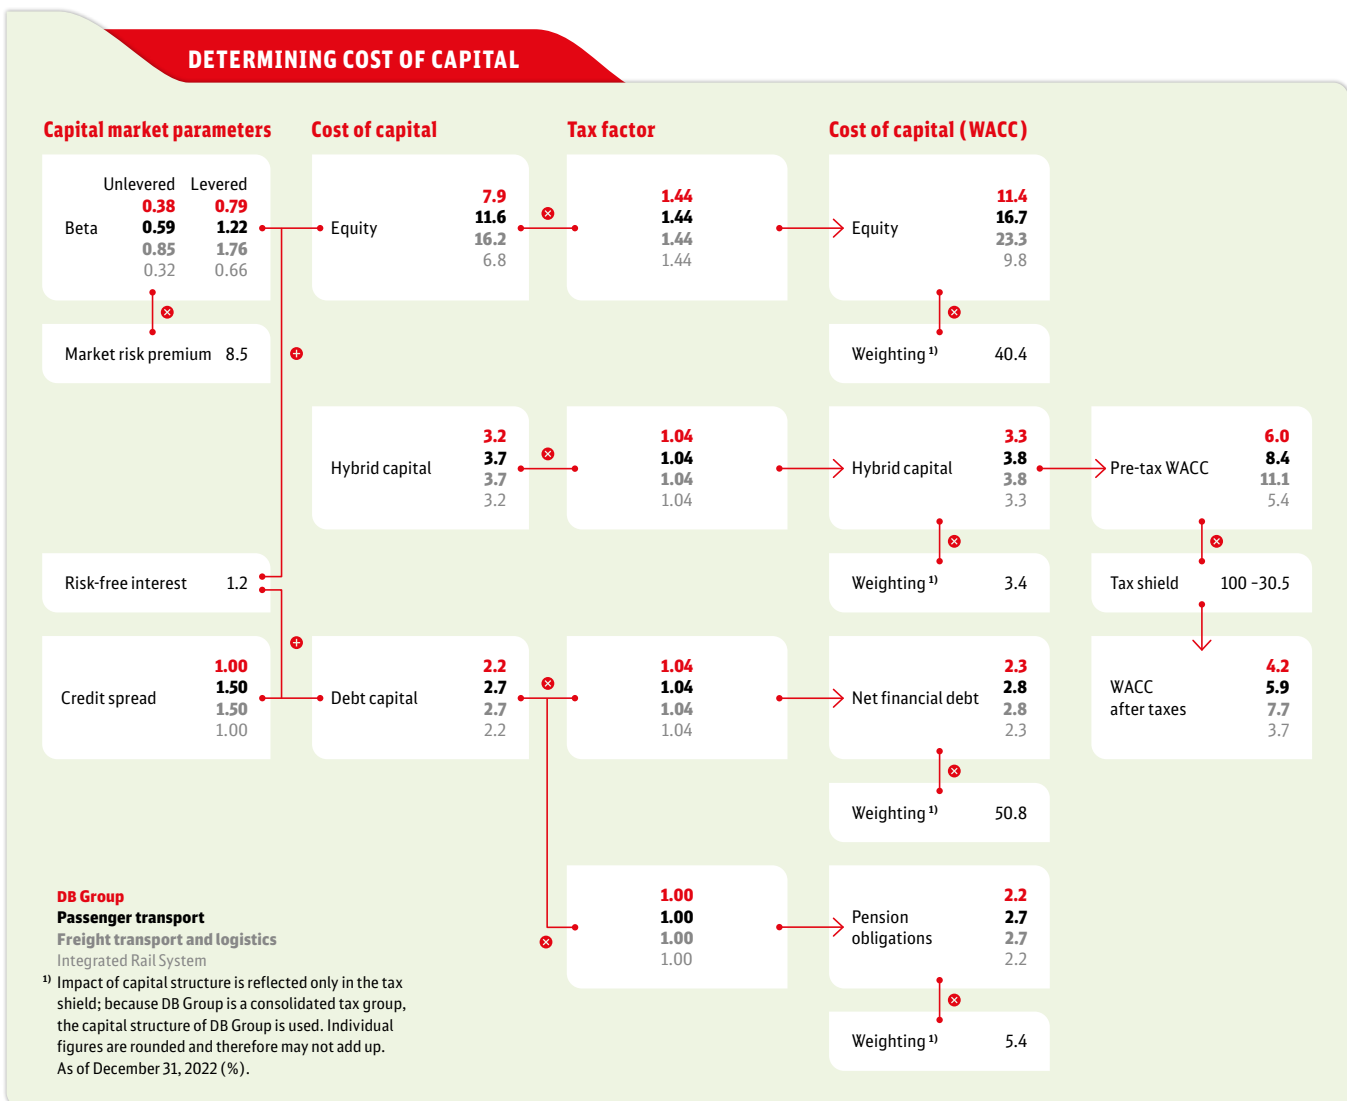 DETERMINING COST OF CAPITAL
Capital market parameters
Cost of capital
Tax factor
Cost of capital (WACC)
Unlevered Levered
0.38 0.79
Beta 0.59 1.22
0.85 1.76
0.32 0.66
Equity
7.9
11.6
16.2
6.8
1.44
1.44
1.44
1.44
Equity
11.4
16.7
23.3
9.8
Market risk premium 8.5
Weighting 1) 40.4
Hybrid capital
3.2
3.7
3.7
3.2
1.04
1.04
1.04
1.04
Hybrid capital
3.3
3.8
3.8
3.3
Pre-tax WACC
6.0
8.4
11.1
5.4
Risk-free interest 1.2
Weighting 1) 3.4
Tax shield 100 -30.5
Credit spread
1.00
1.50
1.50
1.00
Debt capital
2.2
2.7
2.7
2.2
1.04
1.04
1.04
1.04
Net financial debt
2.3
2.8
2.8
2.3
WACC
after taxes
4.2
5.9
7.7
3.7
Weighting 1) 50.8
1.00
1.00
1.00
1.00
Pension
obligations
2.2
2.7
2.7
2.2
Weighting 1) 5.4
DB Group
Passenger transport
Freight transport and logistics
Integrated Rail System
1) Impact of capital structure is reflected only in the tax
shield; because DB Group is a consolidated tax group,
the capital structure of DB Group is used. Individual
figures are rounded and therefore may not add up.
As of December 31, 2022 (%).